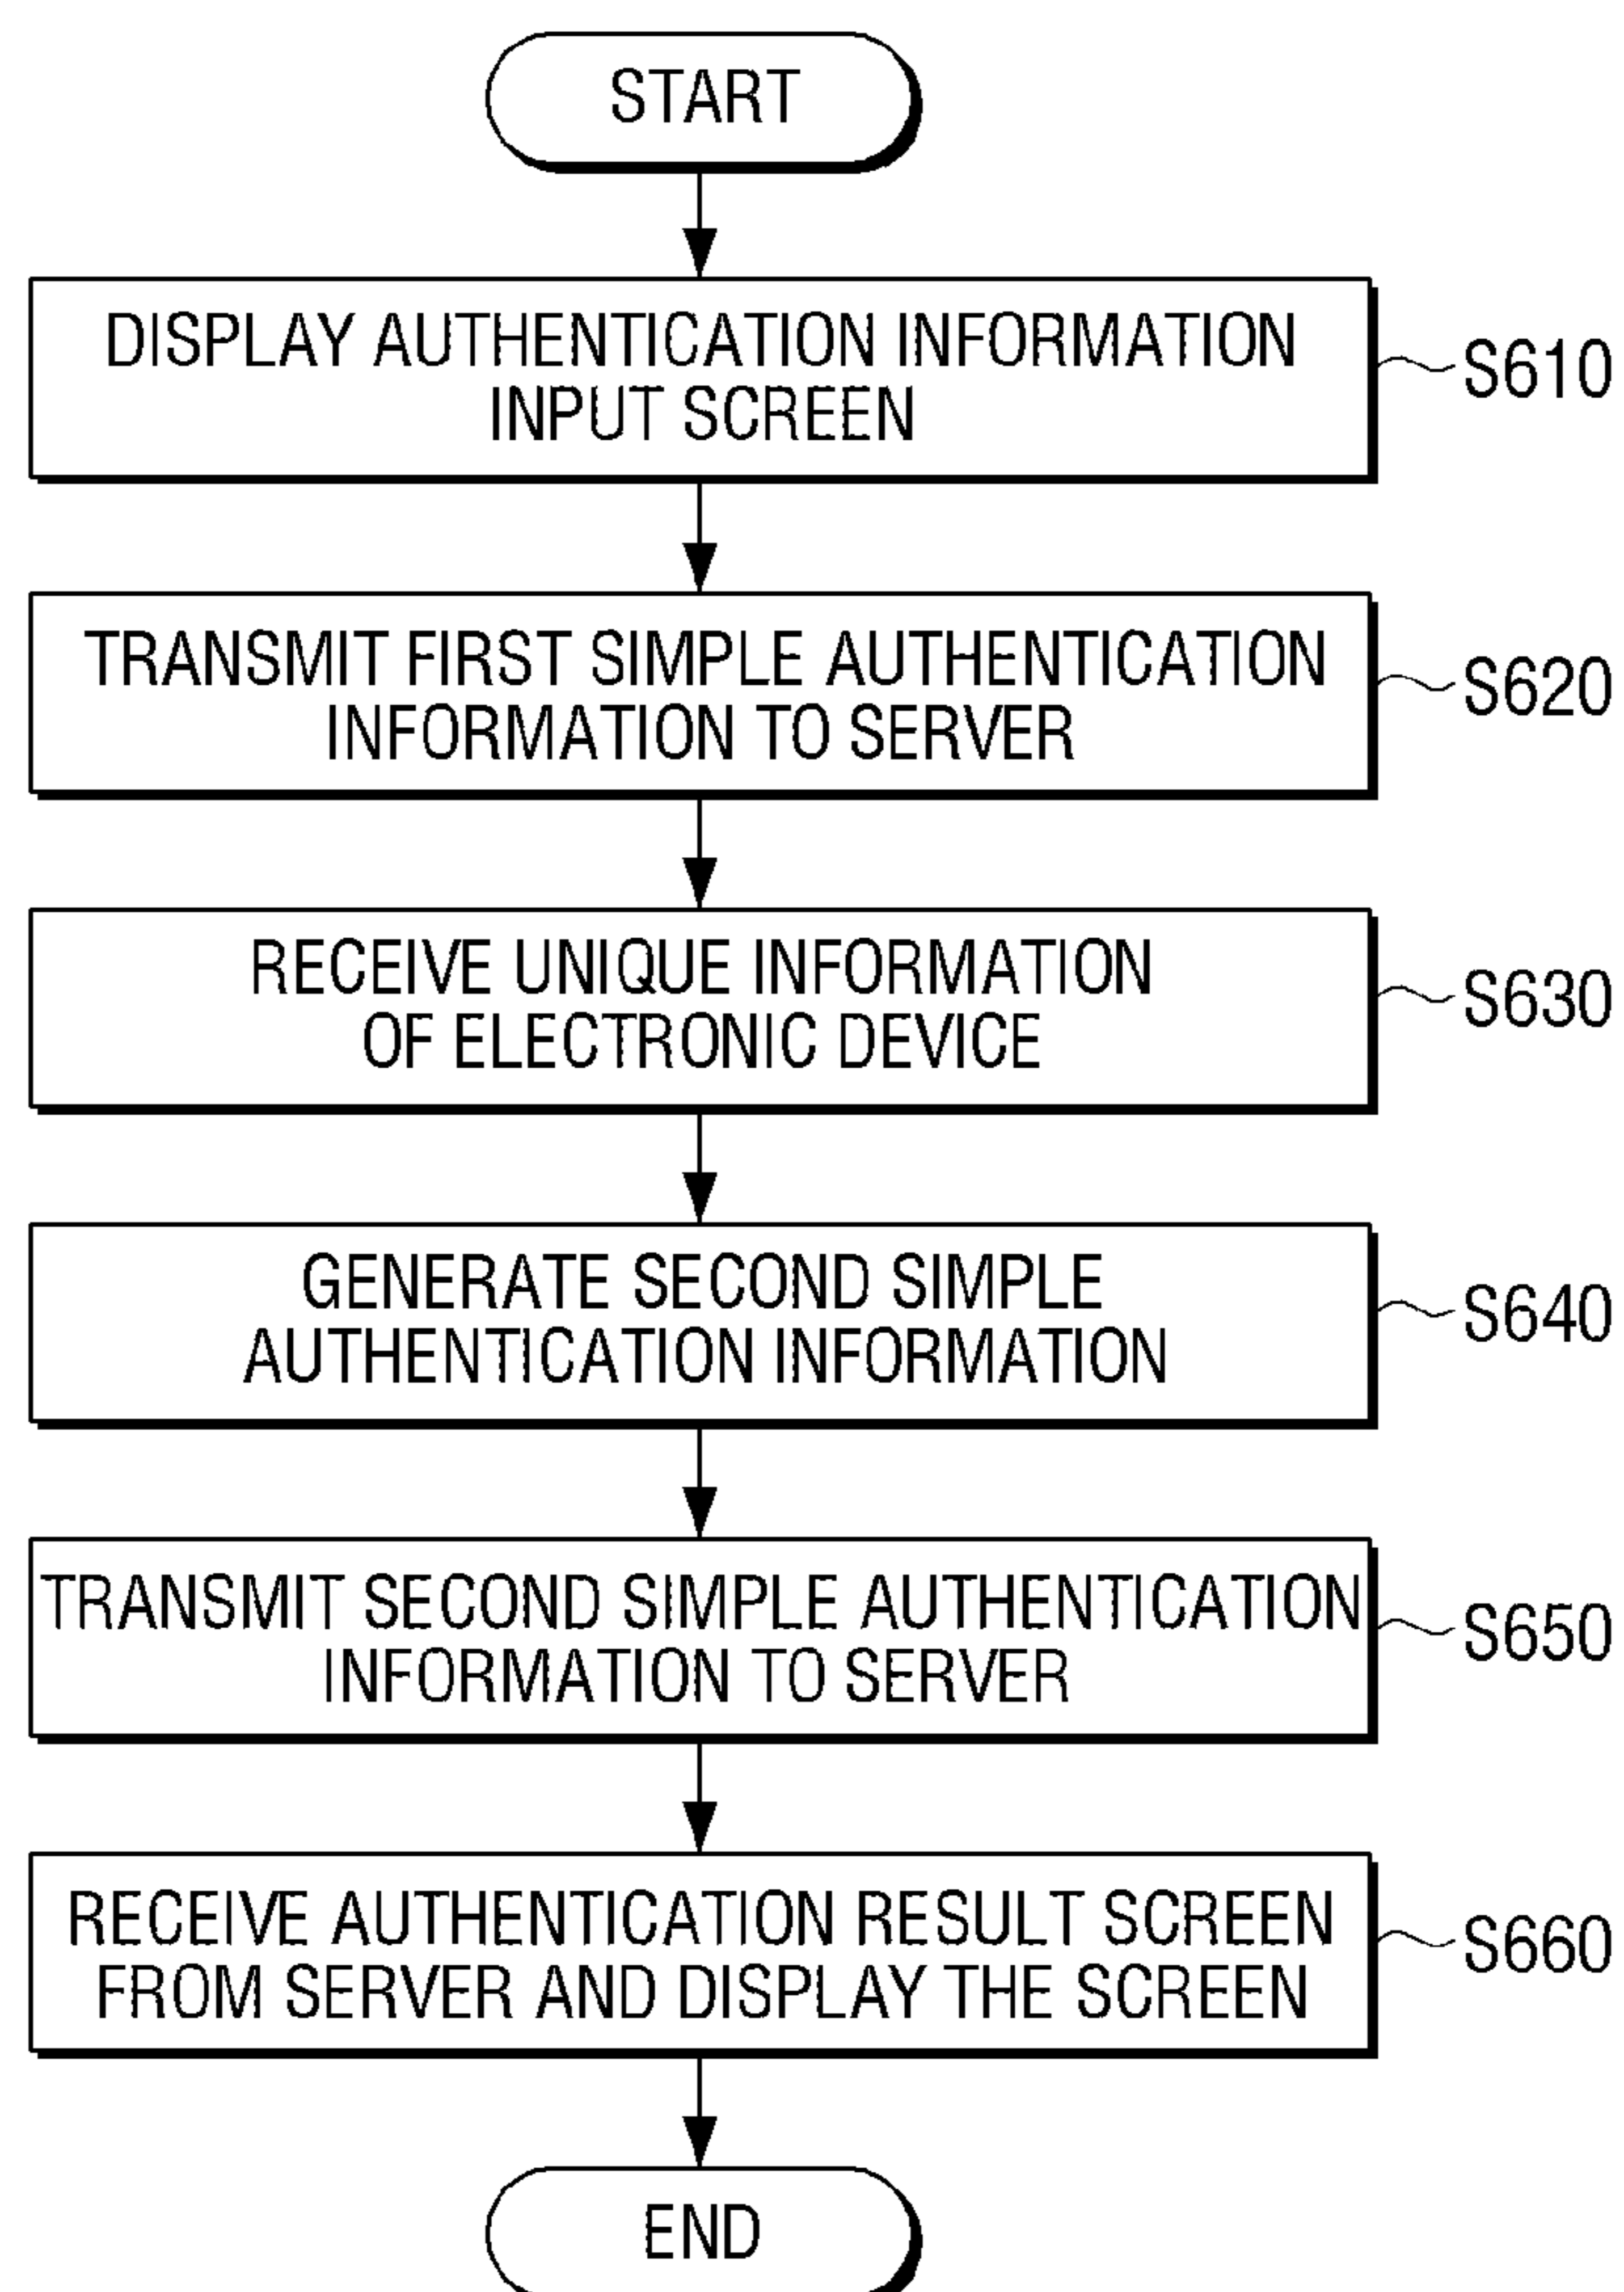 START
DISPLAY AUTHENTICATION INFORMATION
INPUT SCREEN
S610
TRANSMIT FIRST SIMPLE AUTHENTICATION
INFORMATION TO SERVER
S620
RECEIVE UNIQUE INFORMATION
OF ELECTRONIC DEVICE
S630
GENERATE SECOND SIMPLE
AUTHENTICATION INFORMATION
S640
TRANSMIT SECOND SIMPLE AUTHENTICATION
INFORMATION TO SERVER
S650
RECEIVE AUTHENTICATION RESULT SCREEN
FROM SERVER AND DISPLAY THE SCREEN
S660
END